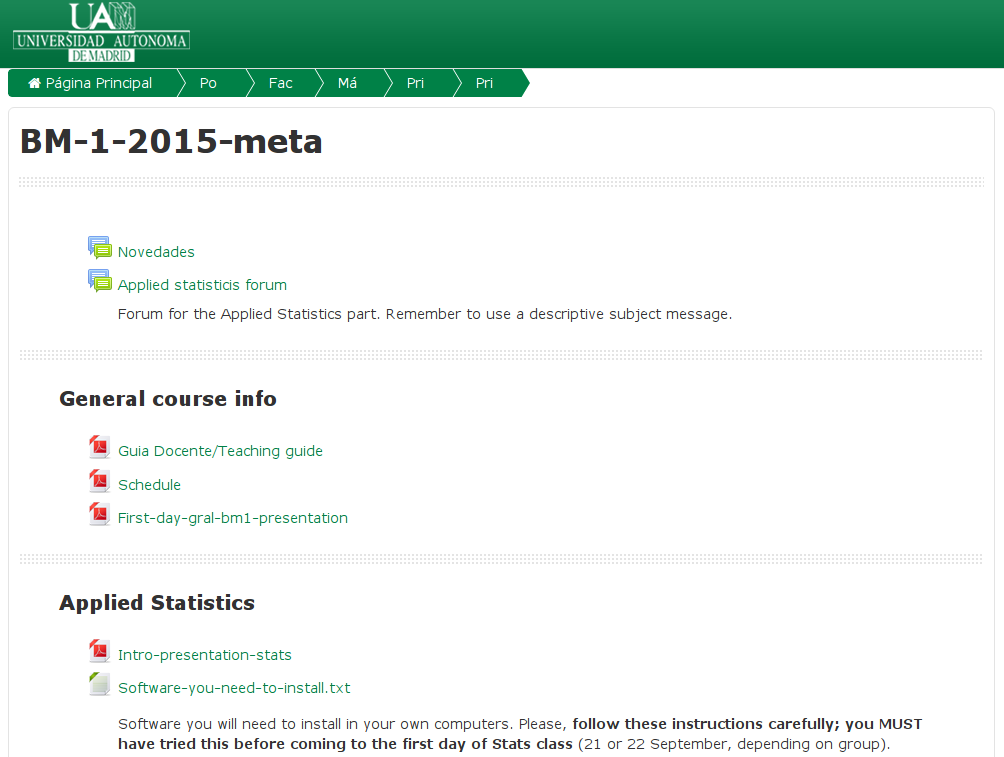 UAM
UNIVERSIDAD AUTONOMA
DE MADRID
Página Principal Po Fac Má Pri Pri
BM-1-2015-meta
Novedades
Applied statisticis forum
Forum for the Applied Statistics part. Remember to use a descriptive subject message.
General course info
Guia Docente/Teaching guide
Schedule
First-day-gral-bm1-presentation
Applied Statistics
Intro-presentation-stats
Software-you-need-to-install.txt
Software you will need to install in your own computers. Please, follow these instructions carefully; you MUST
have tried this before coming to the first day of Stats class (21 or 22 September, depending on group).